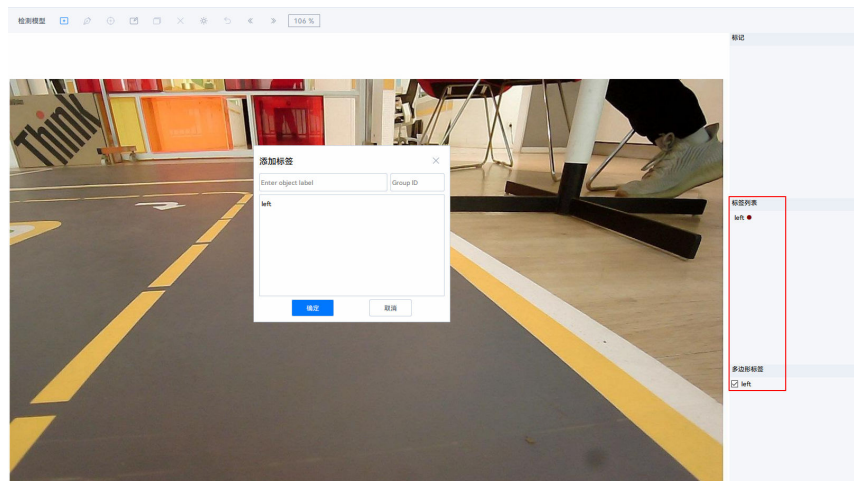 检测模型
106 %
标记
Think
添加标签
Enter object label
Group ID
left
确定
取消
标签列表
left
多边形标签
left